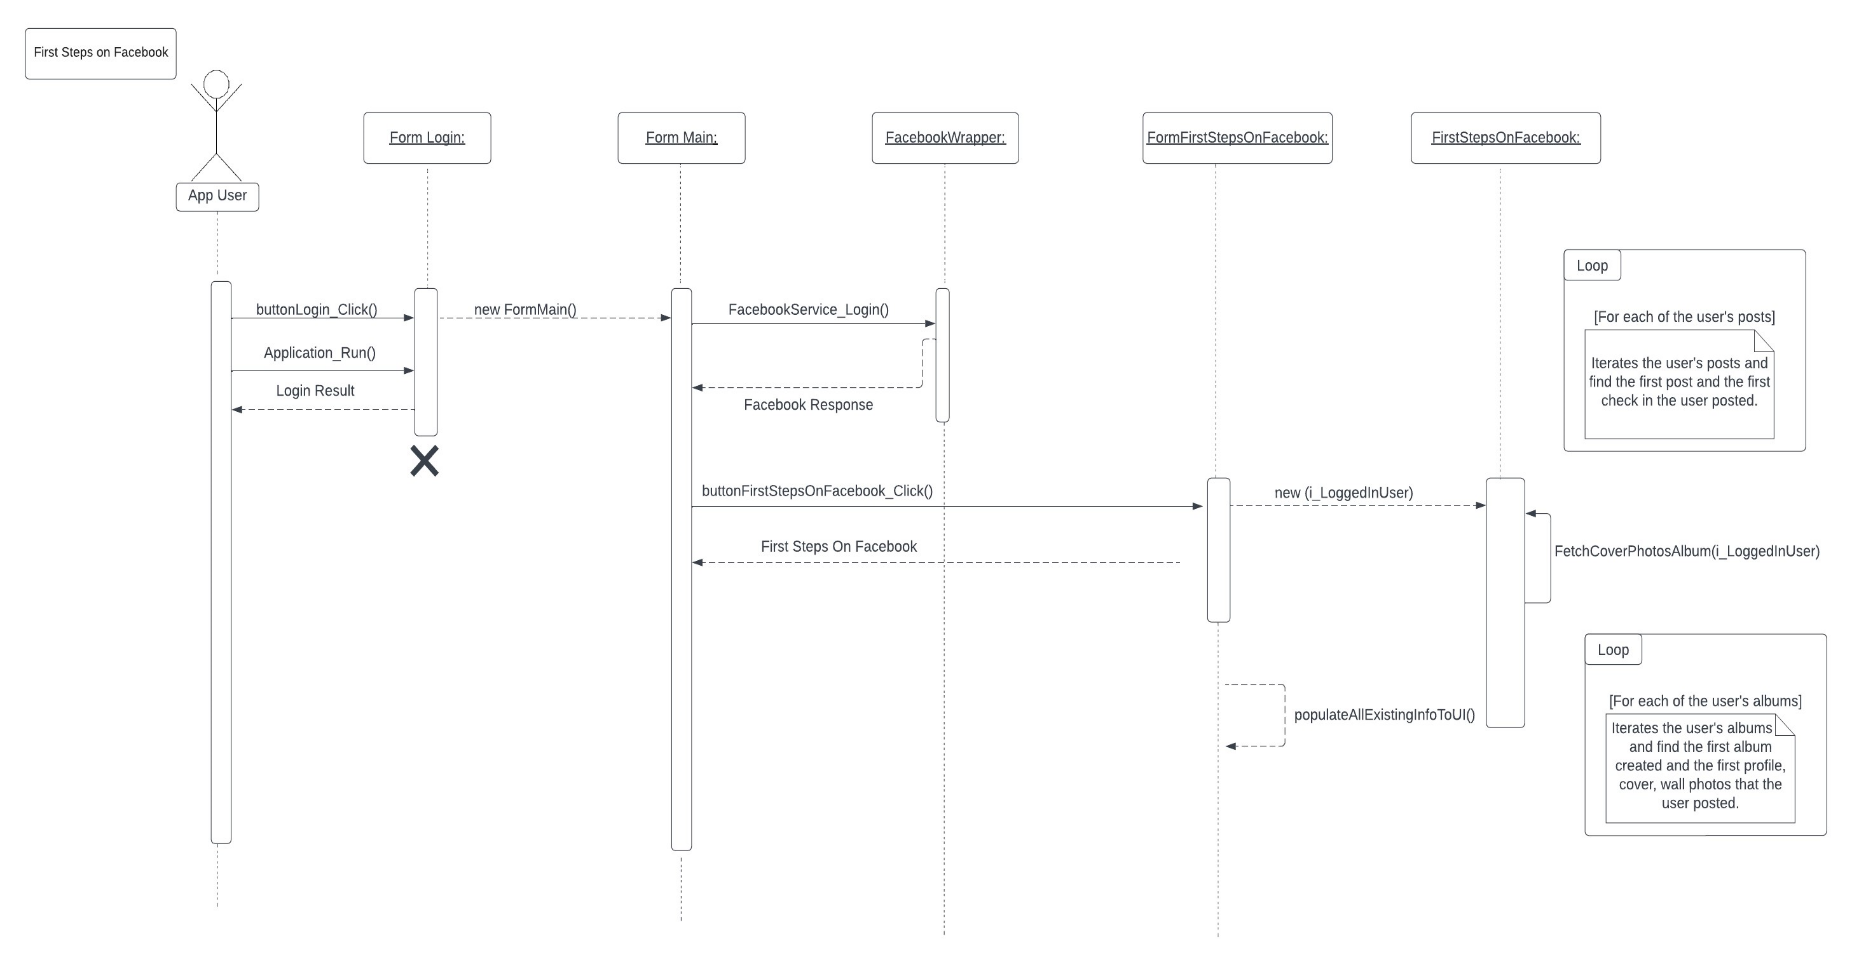 First Steps on Facebook
App User
Form Login:
Form Main:
FacebookWrapper:
FormFirstStepsOnFacebook:
FirstStepsOnFacebook:
buttonLogin_Click()
new FormMain()
FacebookService_Login()
Application_Run()
Login Result
Facebook Response
Loop
[For each of the user's posts]
Iterates the user's posts and
find the first post and the first
check in the user posted.
buttonFirstStepsOnFacebook_Click()
new (i_LoggedInUser)
First Steps On Facebook
FetchCoverPhotosAlbum(i_LoggedInUser)
populateAllExistingInfoToUI()
Loop
[For each of the user's albums]
Iterates the user's albums
and find the first album
created and the first profile,
cover, wall photos that the
user posted.